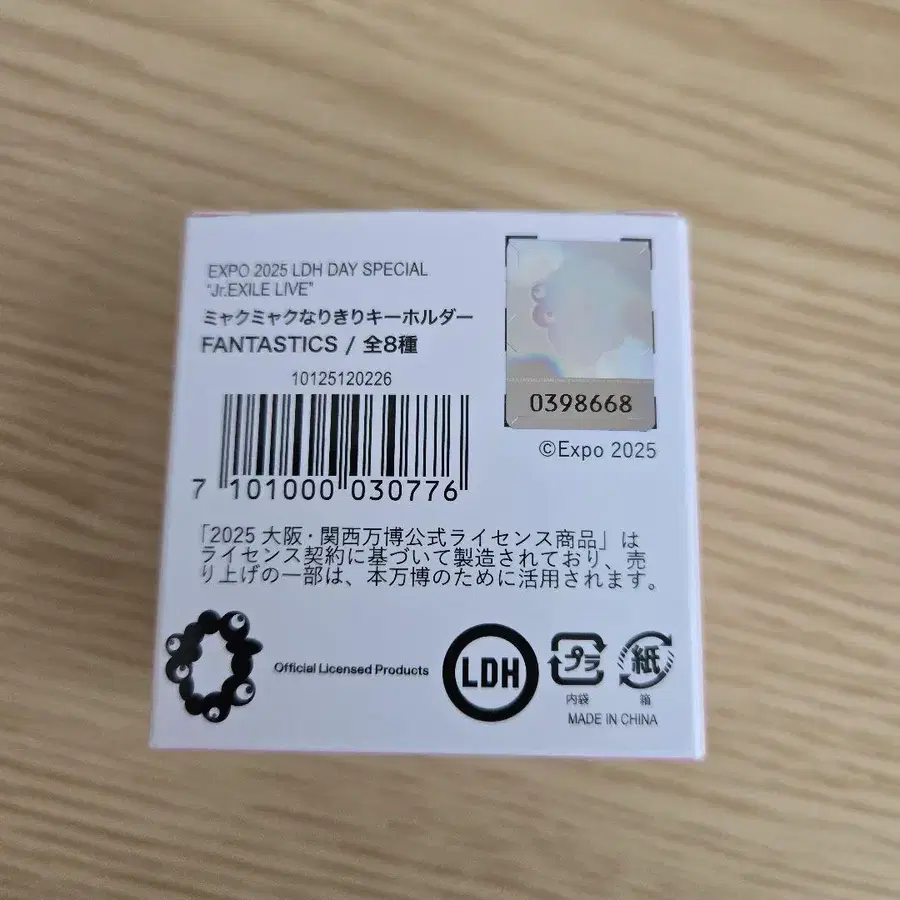 EXPO 2025 LDH DAY SPECIAL
"Jr.EXILE LIVE"
ミャクミャクなりきりキーホルダー
FANTASTICS / 全8種
10125120226
7 101000 030776
0398668
©Expo 2025
「2025 大阪・関西万博公式ライセンス商品」は
ライセンス契約に基づいて製造されており、売
り上げの一部は、本万博のために活用されます。
Official Licensed Products
LDH
プラ
紙
内袋
箱
MADE IN CHINA